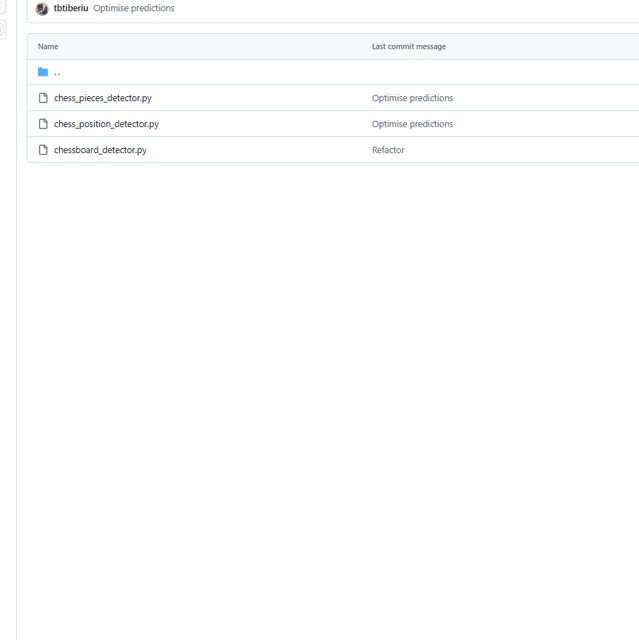 tbtiberiu Optimise predictions
Name Last commit message
..
chess_pieces_detector.py Optimise predictions
chess_position_detector.py Optimise predictions
chessboard_detector.py Refactor